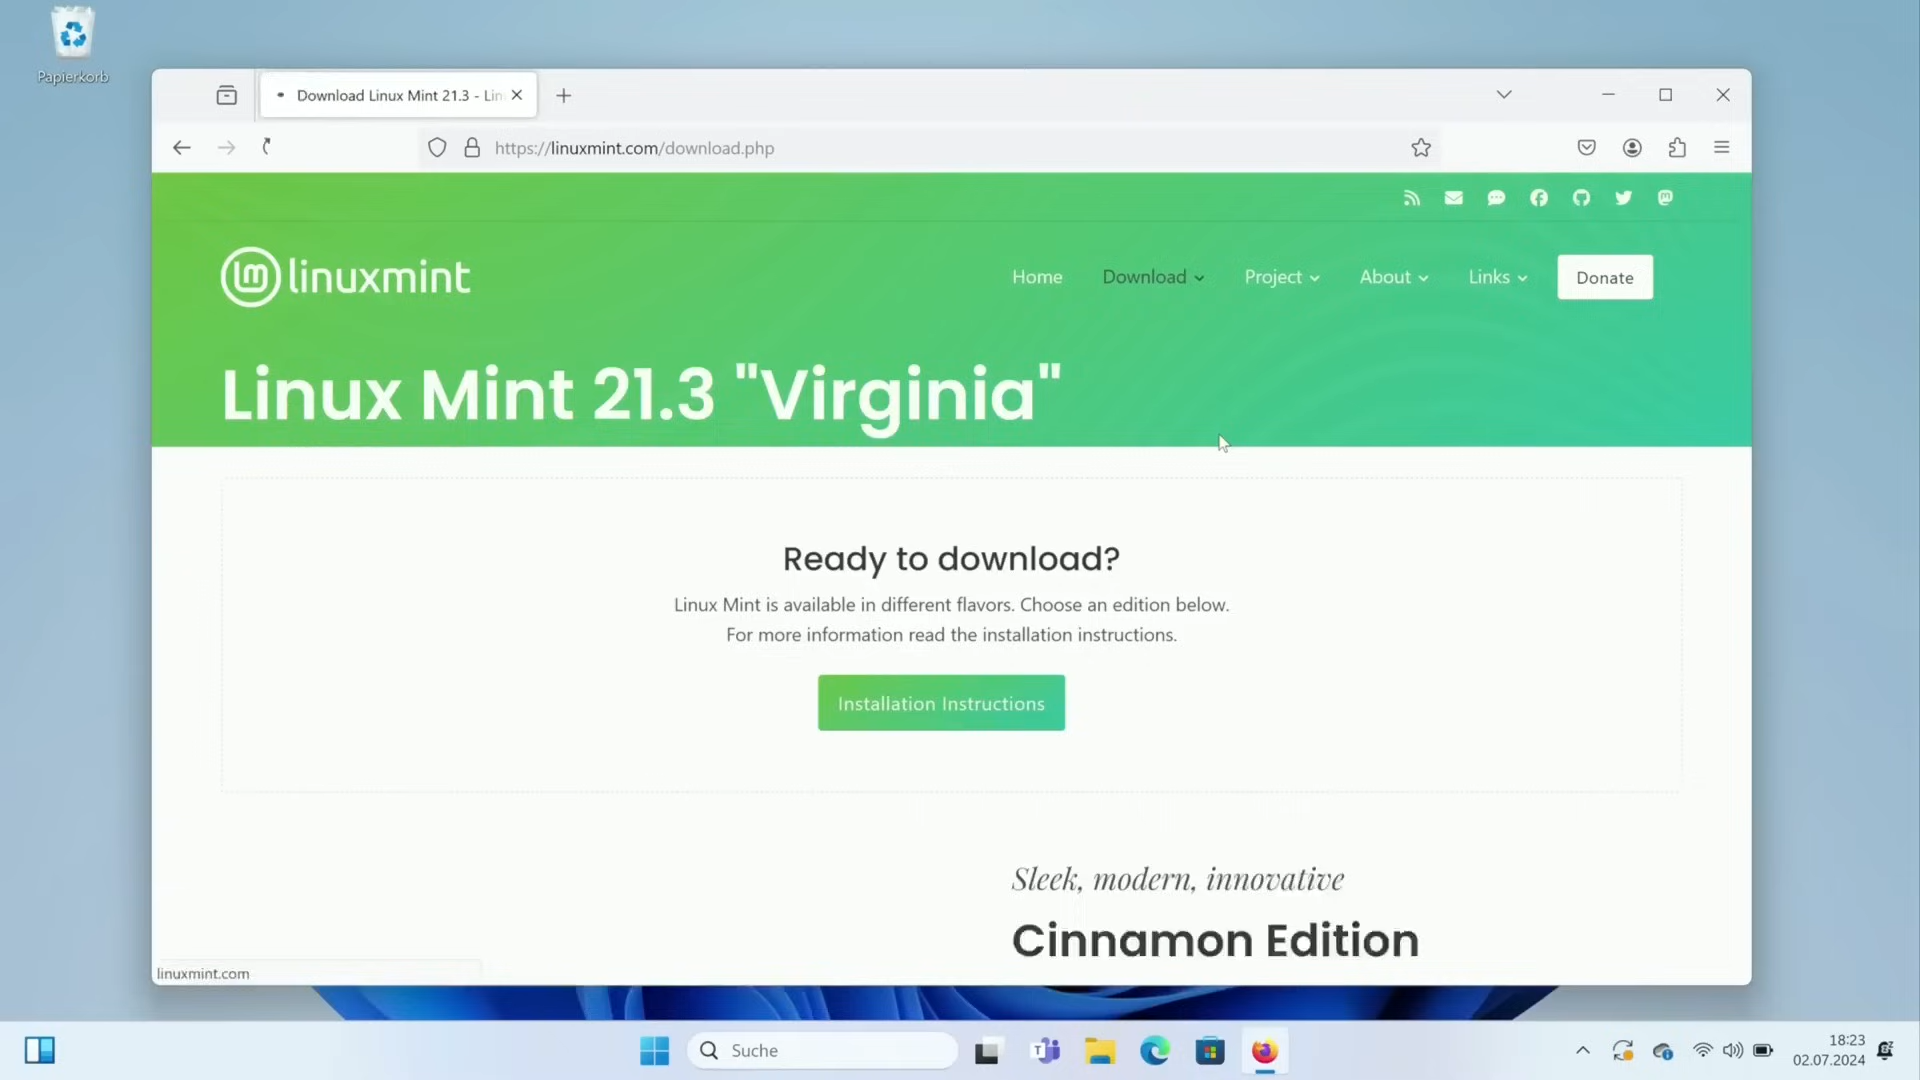 Papierkorb
Download Linux Mint 21.3 - Lin
https://linuxmint.com/download.php
linuxmint
Home
Download
Project
About
Links
Donate
Linux Mint 21.3 "Virginia"
Ready to download?
Linux Mint is available in different flavors. Choose an edition below.
For more information read the installation instructions.
Installation Instructions
Sleek, modern, innovative
Cinnamon Edition
linuxmint.com
Suche
18:23
02.07.2024